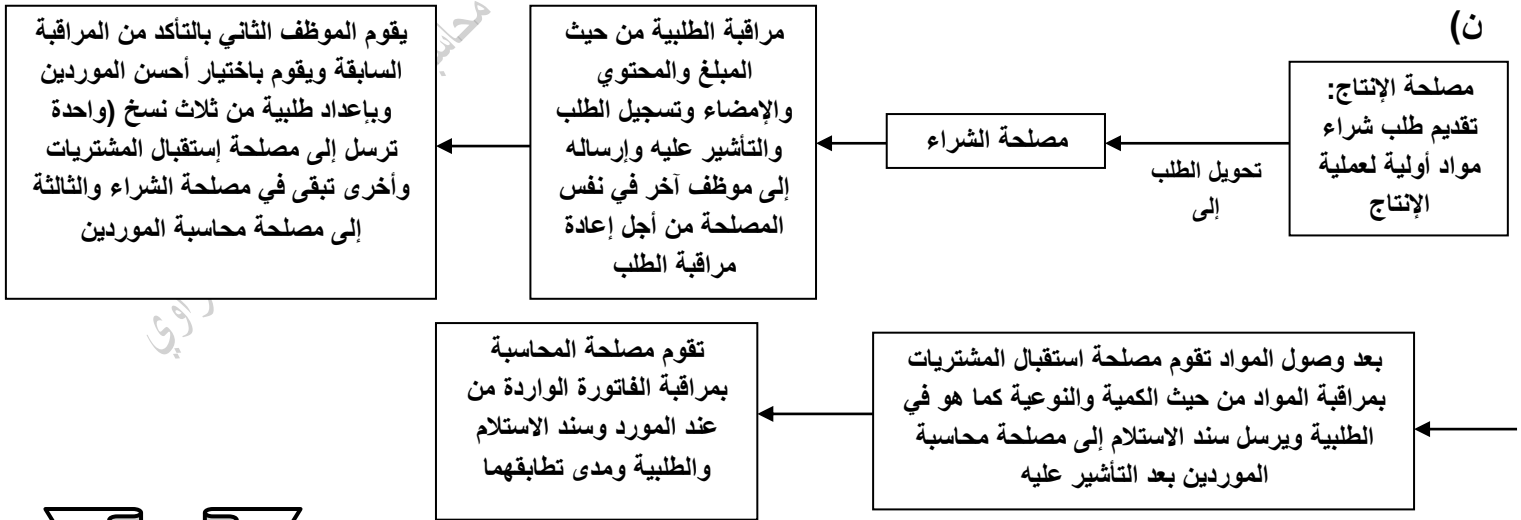 ن)
مصلحة الإنتاج:
تقديم طلب شراء
مواد أولية لعملية
الإنتاج
تحويل الطلب
إلى
مصلحة الشراء
مراقبة الطلبية من حيث
المبلغ والمحتوي
والإمضاء وتسجيل الطلب
والتأشير عليه وإرساله
إلى موظف آخر في نفس
المصلحة من أجل إعادة
مراقبة الطلب
يقوم الموظف الثاني بالتأكد من المراقبة
السابقة ويقوم باختيار أحسن الموردين
وبإعداد طلبية من ثلاث نسخ (واحدة
ترسل إلى مصلحة إستقبال المشتريات
وأخرى تبقى في مصلحة الشراء والثالثة
إلى مصلحة محاسبة الموردين
بعد وصول المواد تقوم مصلحة استقبال المشتريات
بمراقبة المواد من حيث الكمية والنوعية كما هو في
الطلبية ويرسل سند الاستلام إلى مصلحة محاسبة
الموردين بعد التأشير عليه
تقوم مصلحة المحاسبة
بمراقبة الفاتورة الواردة من
عند المورد وسند الاستلام
والطلبية ومدى تطابقهما